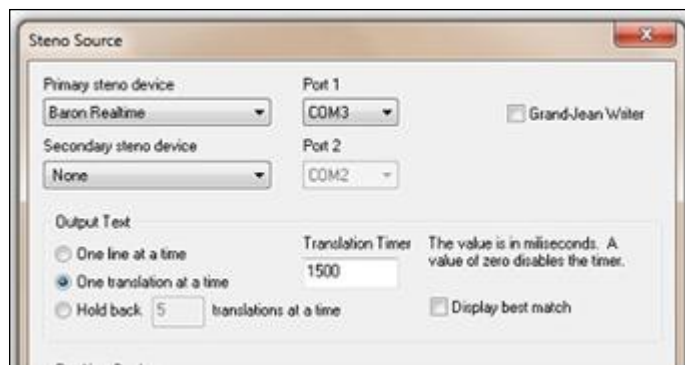 Steno Source
Primary steno device
Port 1
Baron Realtime
COM3
Grand-Jean Writer
Secondary steno device
Port 2
None
COM2
Output Text
One line at a time
Translation Timer
The value is in miliseconds. A
value of zero disables the timer.
1500
One translation at a time
Hold back 5 translations at a time
Display best match